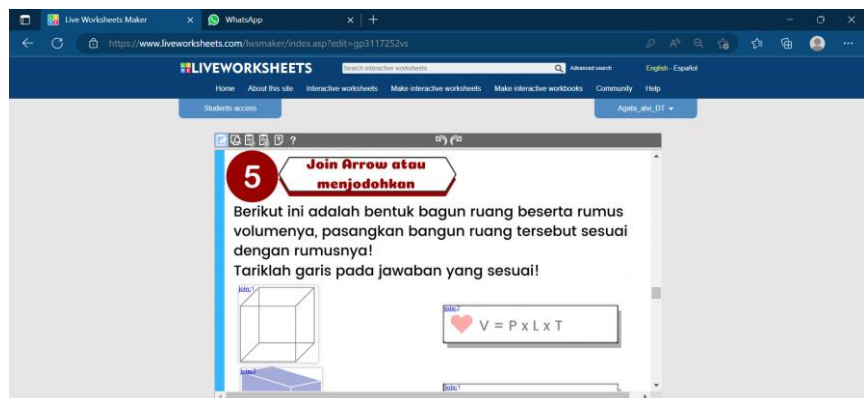 Live Worksheets Maker
WhatsApp
https://www.liveworksheets.com/lwsmaker/index.asp?edit=gp3117252vs
LIVEWORKSHEETS
Search interactive worksheets
Advanced search
English - Español
Home About this site Interactive worksheets Make interactive worksheets Make interactive workbooks Community Help
Students access
Agata_alvi_DT
?
5
Join Arrow atau
menjodohkan
Berikut ini adalah bentuk bagun ruang beserta rumus
volumenya, pasangkan bangun ruang tersebut sesuai
dengan rumusnya!
Tariklah garis pada jawaban yang sesuai!
join:1
join:2
V = P x L x T
join:2
join:1